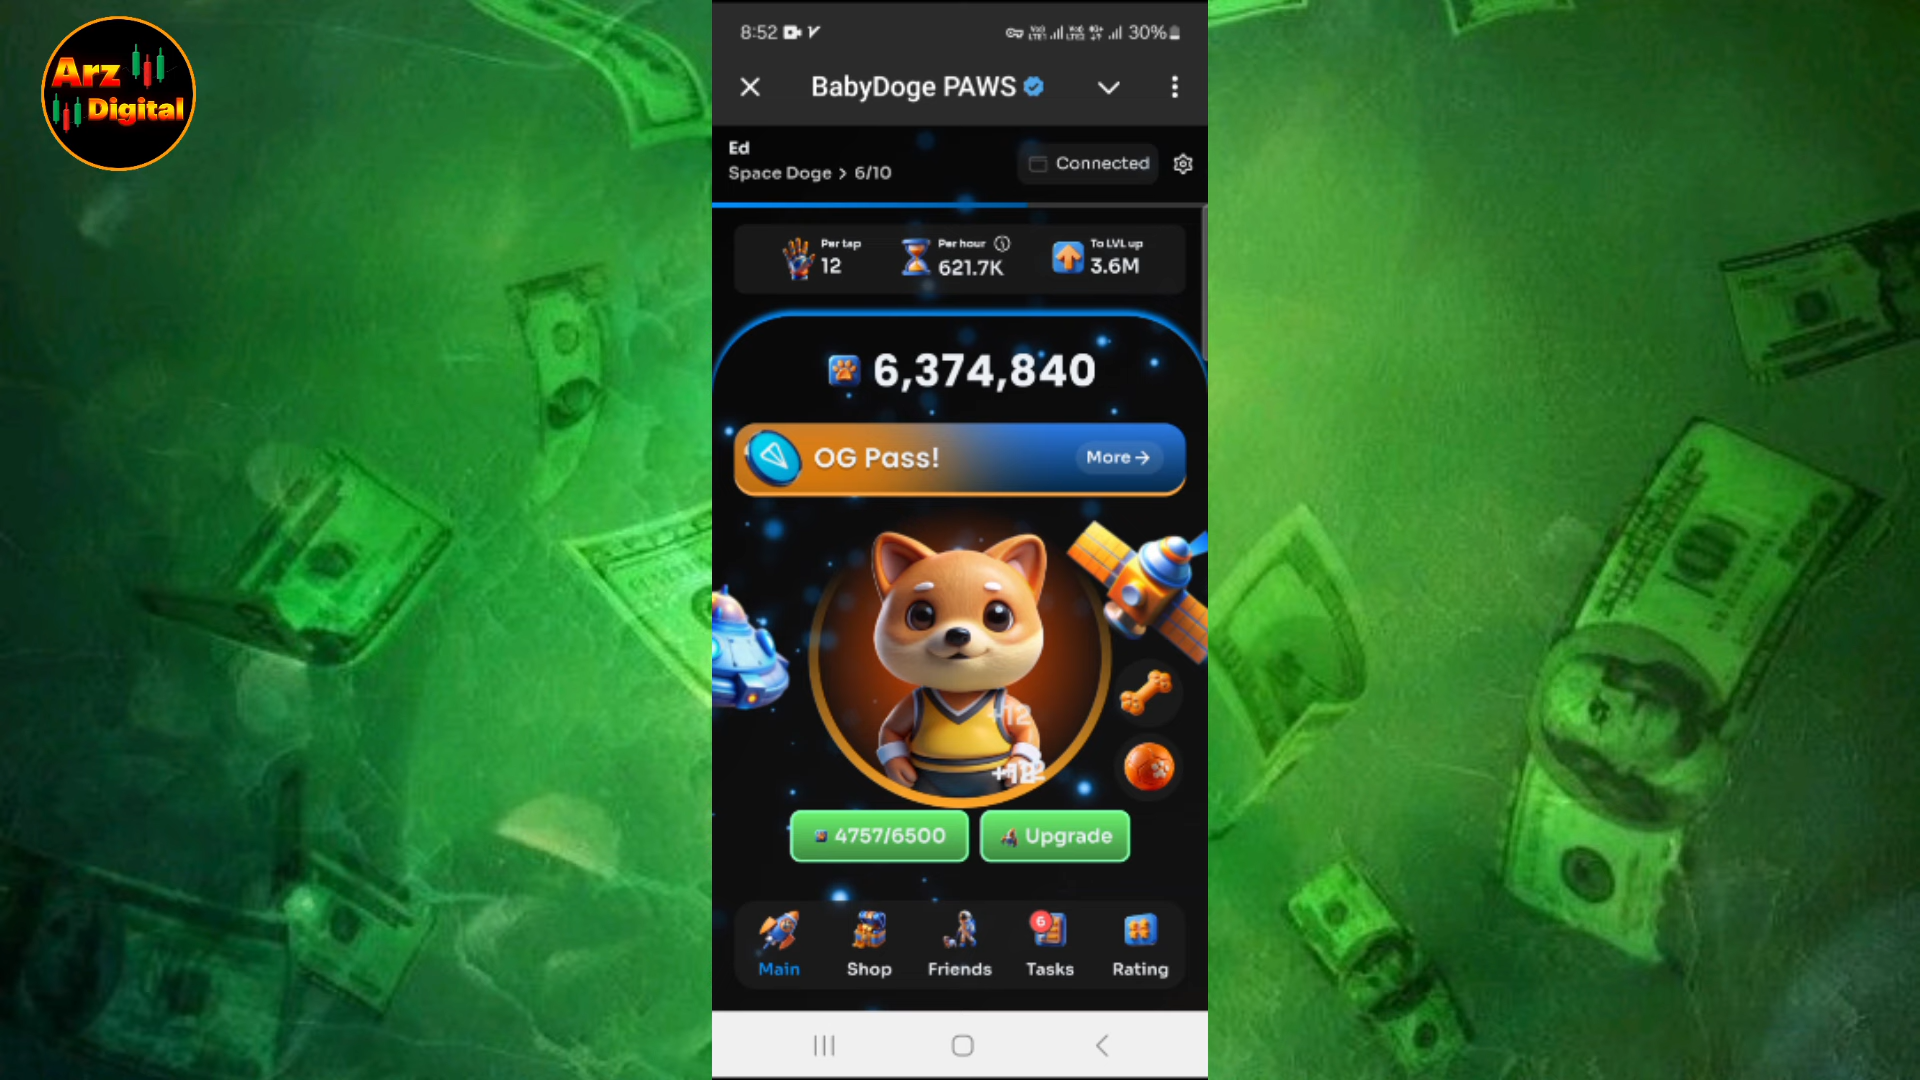 Arz
Digital
8:52
30%
BabyDoge PAWS
Ed
Space Doge > 6/10
Connected
Per tap
12
Per hour
621.7K
To LVL up
3.6M
6,374,840
OG Pass!
More →
+12
4757/6500
Upgrade
6
Main
Shop
Friends
Tasks
Rating